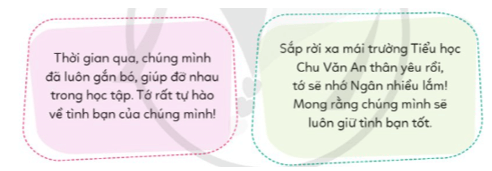 Thời gian qua, chúng mình
đã luôn gắn bó, giúp đỡ nhau
trong học tập. Tớ rất tự hào
về tình bạn của chúng mình!
Sắp rời xa mái trường Tiểu học
Chu Văn An thân yêu rồi,
tớ sẽ nhớ Ngân nhiều lắm!
Mong rằng chúng mình sẽ
luôn giữ tình bạn tốt.